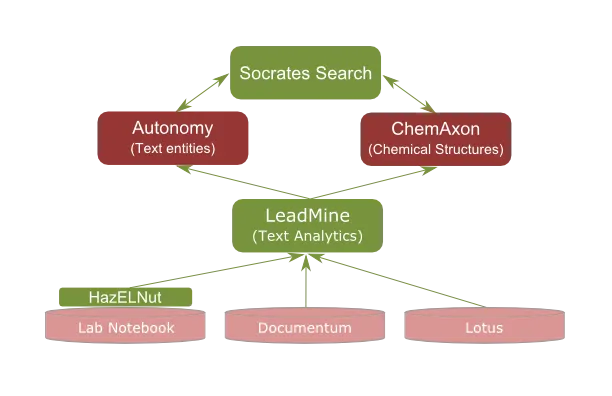 Socrates Search
Autonomy
(Text entities)
ChemAxon
(Chemical Structures)
LeadMine
(Text Analytics)
HazELNut
Lab Notebook
Documentum
Lotus